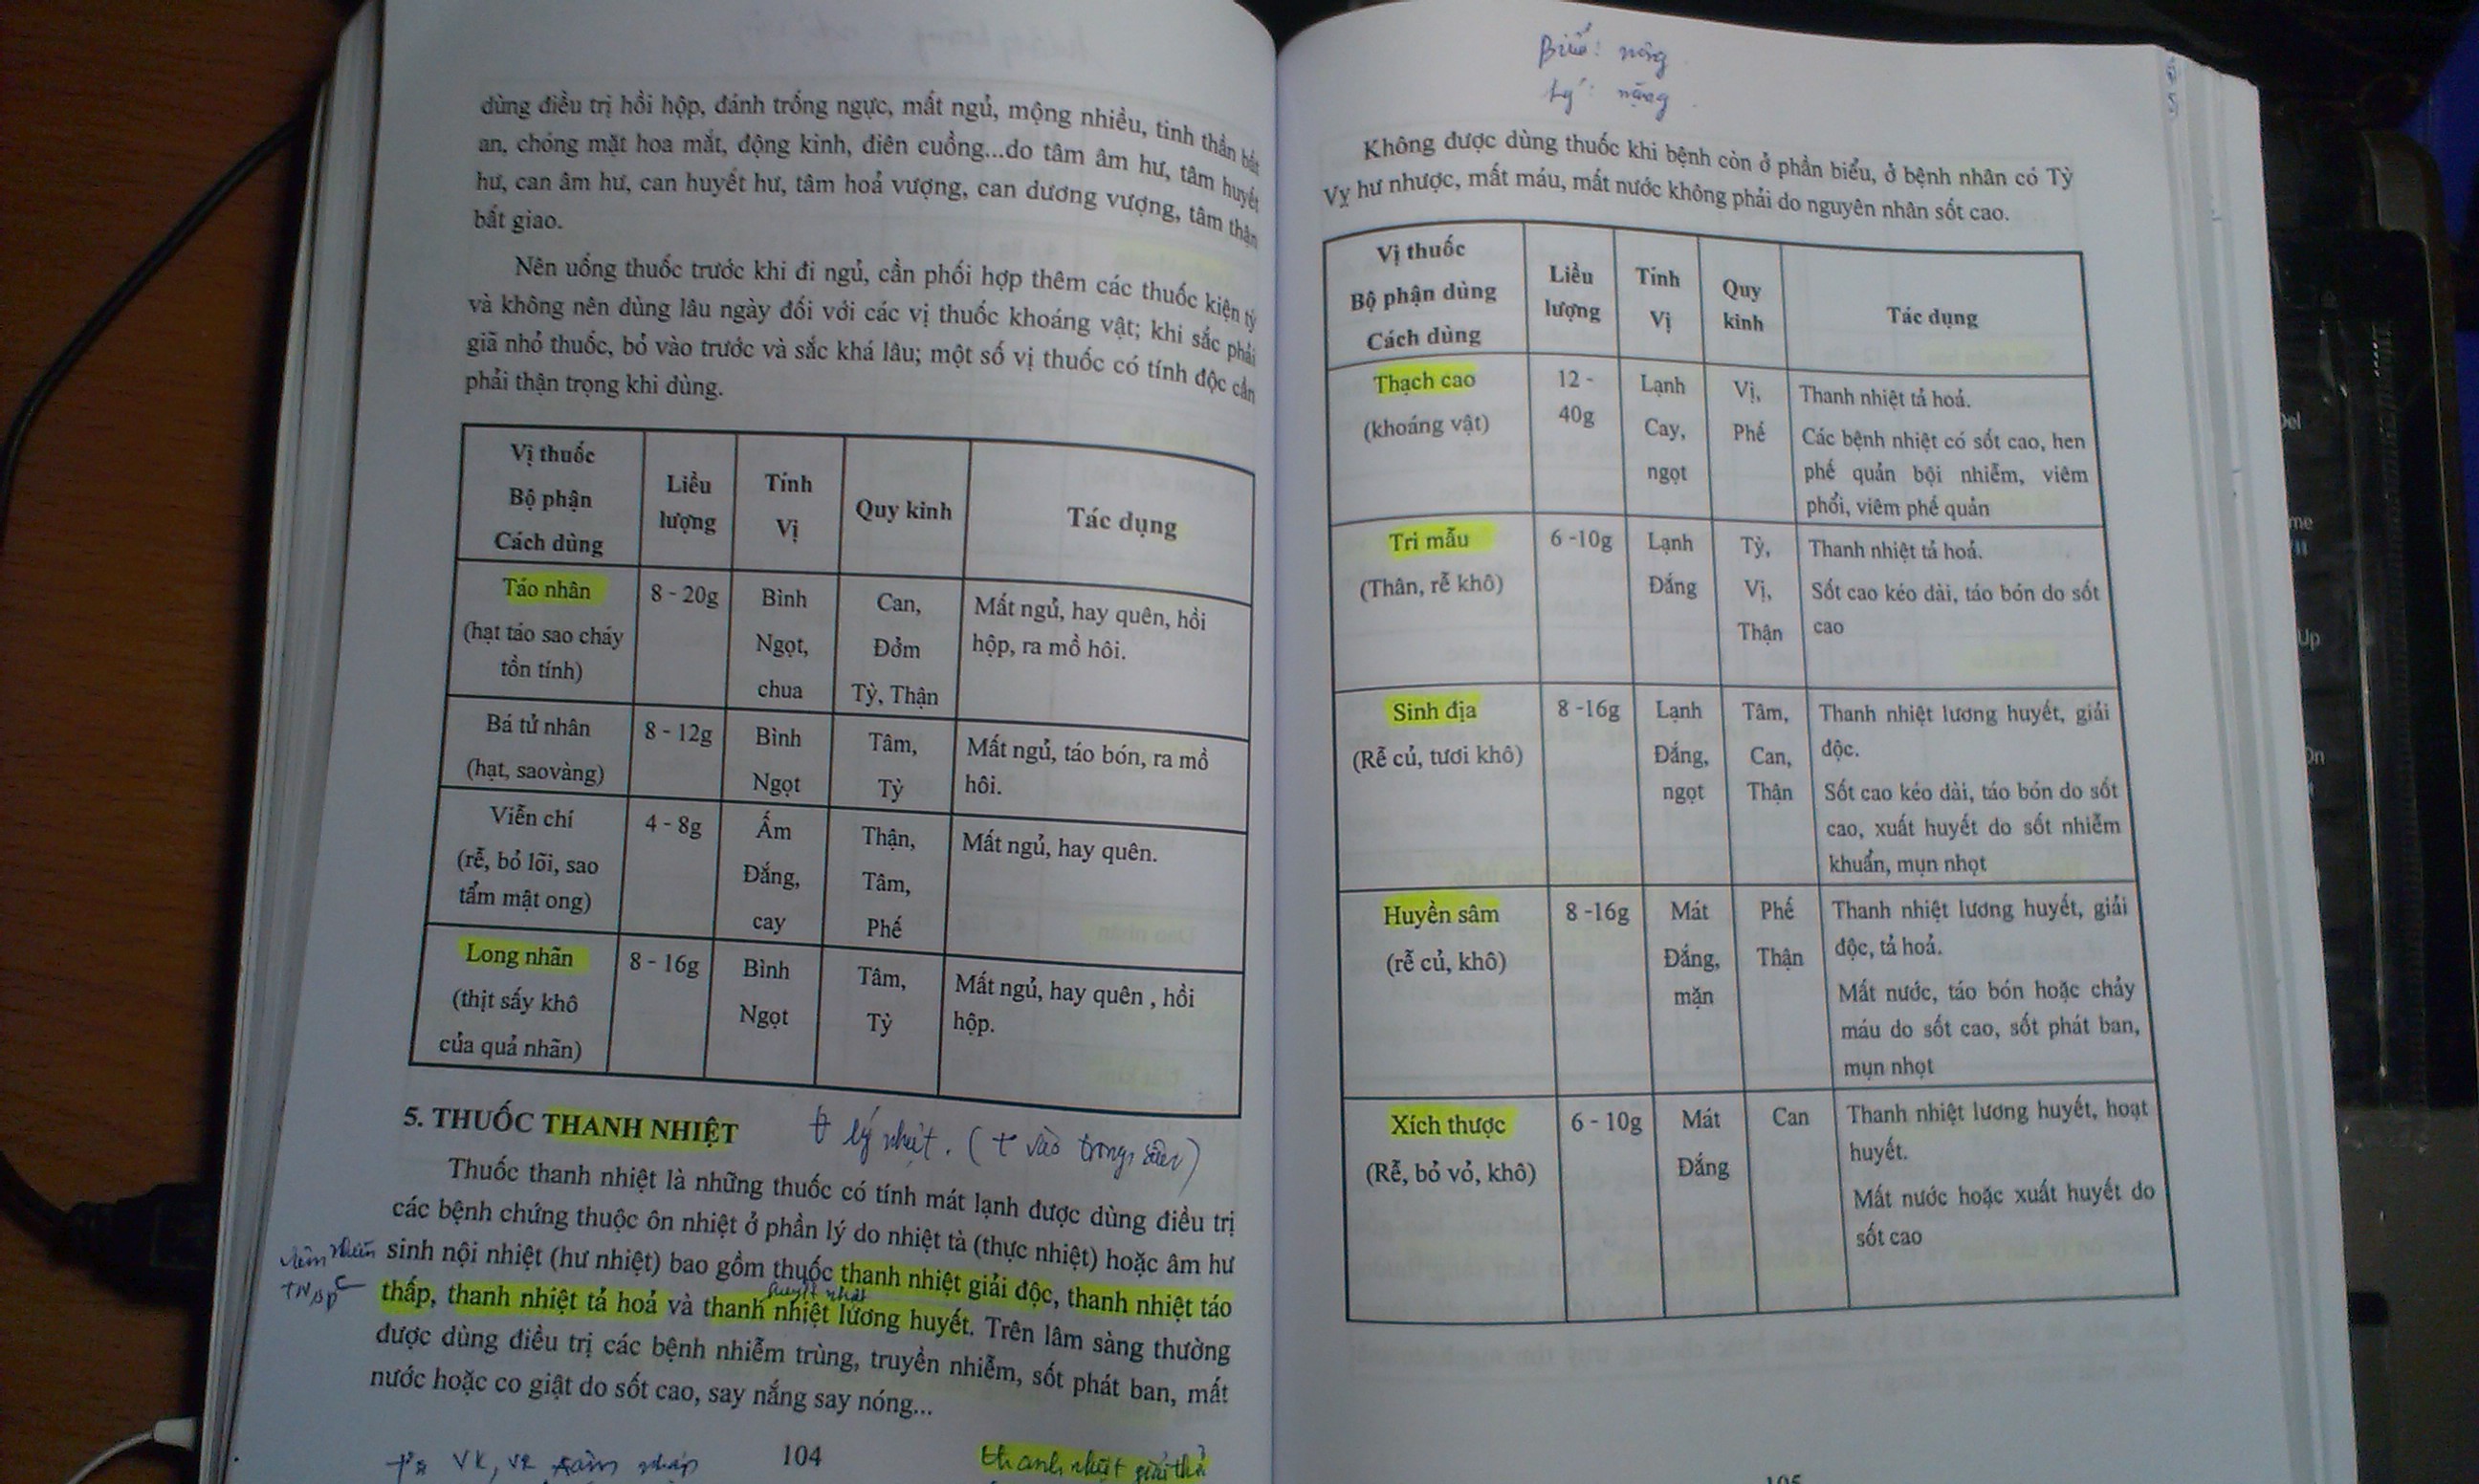 dùng điều trị hồi hộp, đánh trống ngực, mất ngủ, mộng nhiều, tinh thần bất
an, chóng mặt hoa mắt, động kinh, điên cuồng...do tâm âm hư, tâm huyết
hư, can âm hư, can huyết hư, tâm hoả vượng, can dương vượng, tâm thận
bất giao.
Nên uống thuốc trước khi đi ngủ, cần phối hợp thêm các thuốc kiện tỳ
và không nên dùng lâu ngày đối với các vị thuốc khoáng vật; khi sắc phải
giã nhỏ thuốc, bỏ vào trước và sắc khá lâu; một số vị thuốc có tính độc cần
phải thận trọng khi dùng.
Vị thuốc
Bộ phận
Cách dùng
Liều
lượng
Tính
Vị
Quy kinh
Tác dụng
Táo nhân
(hạt táo sao cháy
tồn tính)
8 - 20g
Bình
Ngọt,
chua
Can,
Đởm
Tỳ, Thận
Mất ngủ, hay quên, hồi
hộp, ra mồ hôi.
Bá tử nhân
(hạt, saovàng)
8 - 12g
Bình
Ngọt
Tâm,
Tỳ
Mất ngủ, táo bón, ra mồ
hôi.
Viễn chí
(rễ, bỏ lõi, sao
tẩm mật ong)
4 - 8g
Ấm
Đắng,
cay
Thận,
Tâm,
Phế
Mất ngủ, hay quên.
Long nhãn
(thịt sấy khô
của quả nhãn)
8 - 16g
Bình
Ngọt
Tâm,
Tỳ
Mất ngủ, hay quên , hồi
hộp.
5. THUỐC THANH NHIỆT
lý nhiệt. (t vào trong, sâu)
Thuốc thanh nhiệt là những thuốc có tính mát lạnh được dùng điều trị
các bệnh chứng thuộc ôn nhiệt ở phần lý do nhiệt tà (thực nhiệt) hoặc âm hư
sinh nội nhiệt (hư nhiệt) bao gồm thuốc thanh nhiệt giải độc, thanh nhiệt táo
huyết nhiệt
thấp, thanh nhiệt tả hoả và thanh nhiệt lương huyết. Trên lâm sàng thường
được dùng điều trị các bệnh nhiễm trùng, truyền nhiễm, sốt phát ban, mất
nước hoặc co giật do sốt cao, say nắng say nóng...
104
thanh nhiệt giải thử
Biểu: nông
Lý: nặng
Không được dùng thuốc khi bệnh còn ở phần biểu, ở bệnh nhân có Tỳ
Vỵ hư nhược, mất máu, mất nước không phải do nguyên nhân sốt cao.
Vị thuốc
Bộ phận dùng
Cách dùng
Liều
lượng
Tính
Vị
Quy
kinh
Tác dụng
Thạch cao
(khoáng vật)
12 -
40g
Lạnh
Cay,
ngọt
Vị,
Phế
Thanh nhiệt tả hoả.
Các bệnh nhiệt có sốt cao, hen
phế quản bội nhiễm, viêm
phổi, viêm phế quản
Tri mẫu
(Thân, rễ khô)
6 -10g
Lạnh
Đắng
Tỳ,
Vị,
Thận
Thanh nhiệt tả hoả.
Sốt cao kéo dài, táo bón do sốt
cao
Sinh địa
(Rễ củ, tươi khô)
8 -16g
Lạnh
Đắng,
ngọt
Tâm,
Can,
Thận
Thanh nhiệt lương huyết, giải
độc.
Sốt cao kéo dài, táo bón do sốt
cao, xuất huyết do sốt nhiễm
khuẩn, mụn nhọt
Huyền sâm
(rễ củ, khô)
8 -16g
Mát
Đắng,
mặn
Phế
Thận
Thanh nhiệt lương huyết, giải
độc, tả hoả.
Mất nước, táo bón hoặc chảy
máu do sốt cao, sốt phát ban,
mụn nhọt
Xích thược
(Rễ, bỏ vỏ, khô)
6 - 10g
Mát
Đắng
Can
Thanh nhiệt lương huyết, hoạt
huyết.
Mất nước hoặc xuất huyết do
sốt cao
105